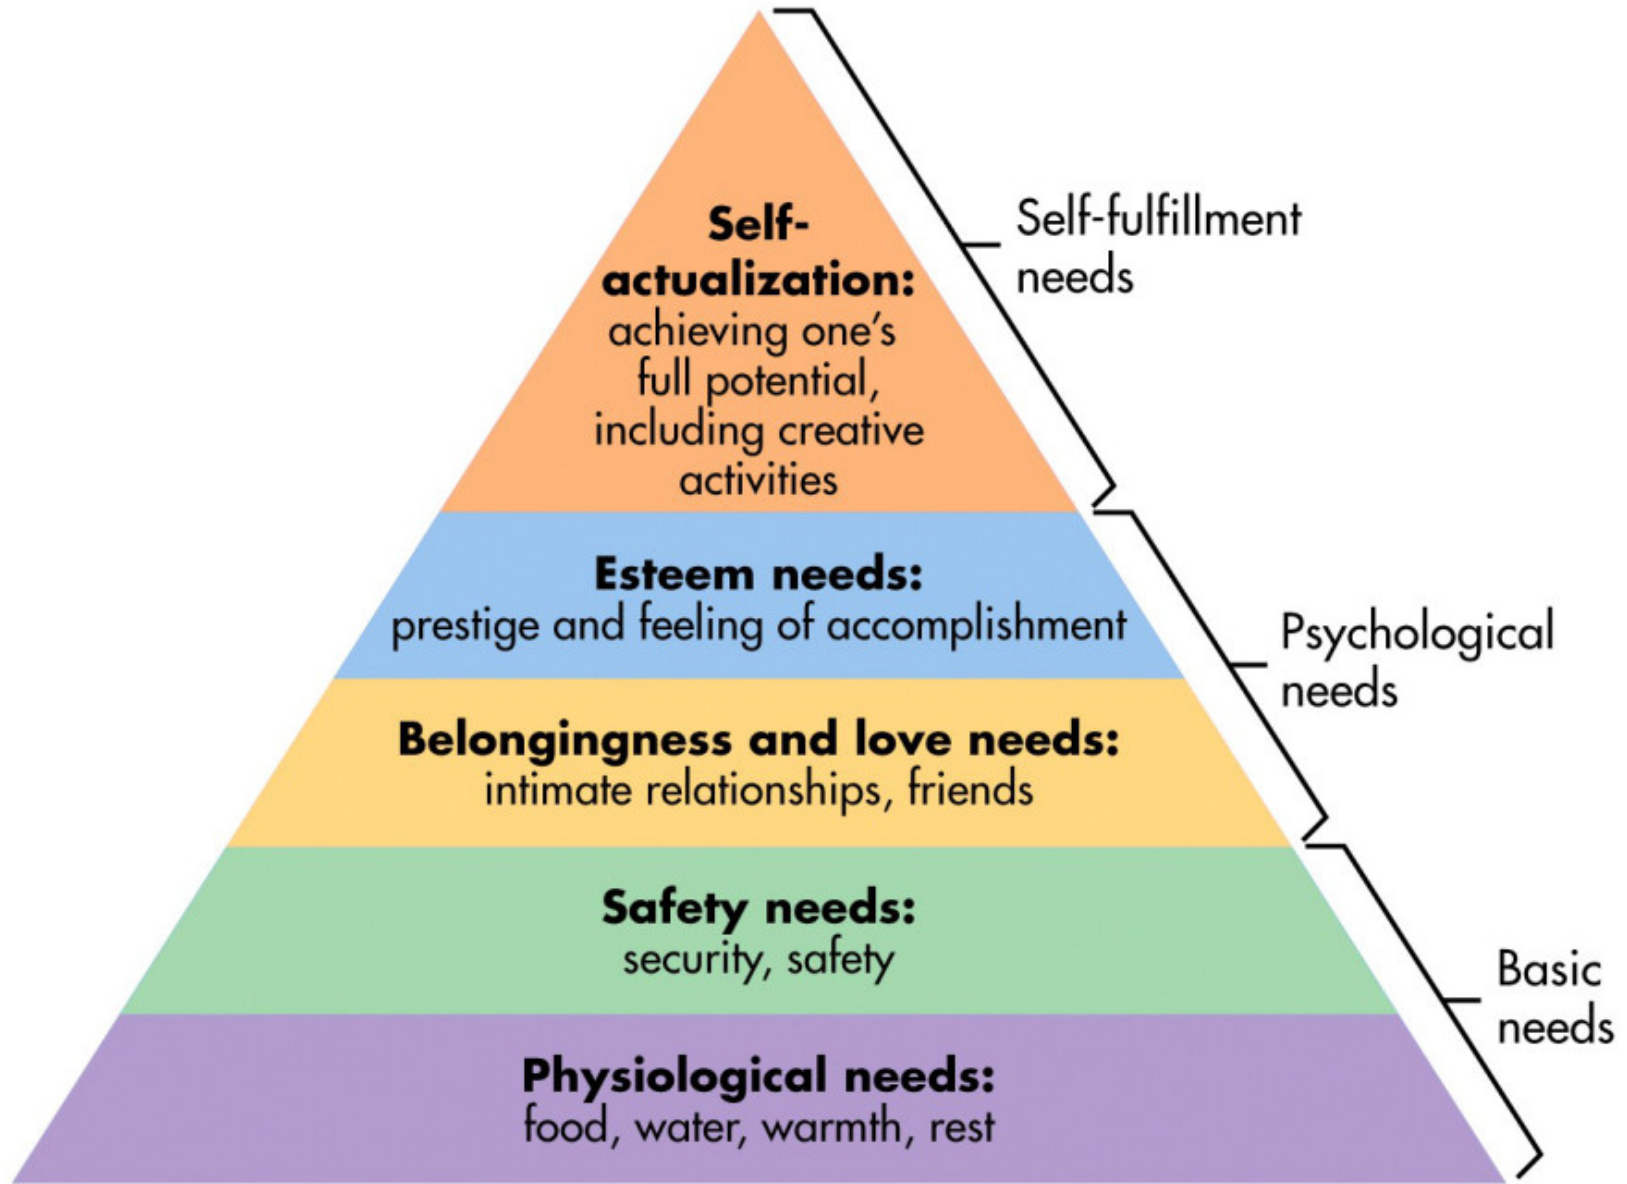 Self-
actualization:
achieving one's
full potential,
including creative
activities
Self-fulfillment
needs
Esteem needs:
prestige and feeling of accomplishment
Belongingness and love needs:
intimate relationships, friends
Psychological
needs
Safety needs:
security, safety
Physiological needs:
food, water, warmth, rest
Basic
needs